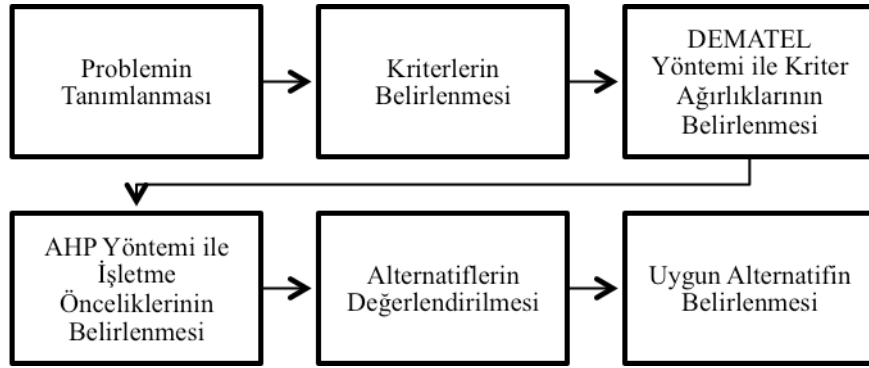 Problemin
Tanımlanması
Kriterlerin
Belirlenmesi
DEMATEL
Yöntemi ile Kriter
Ağırlıklarının
Belirlenmesi
AHP Yöntemi ile
İşletme
Önceliklerinin
Belirlenmesi
Alternatiflerin
Değerlendirilmesi
Uygun Alternatifin
Belirlenmesi